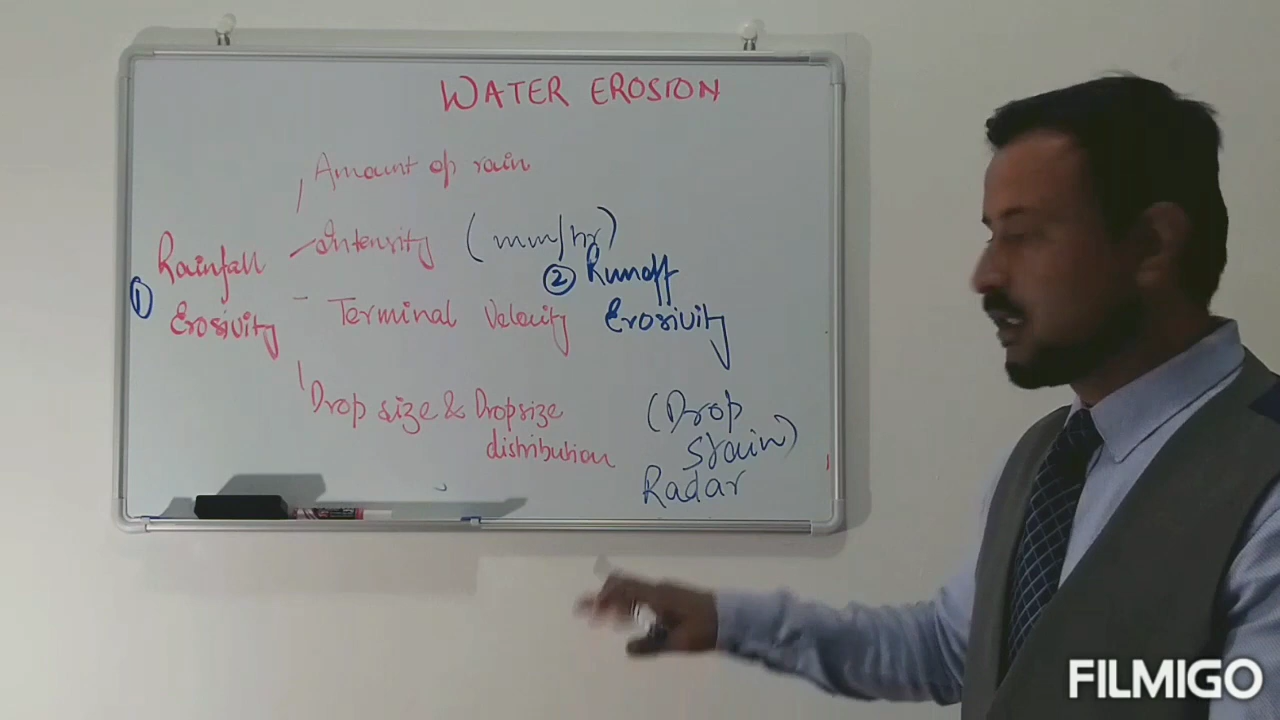 WATER EROSION
Amount of rain
Intensity (mm/hr)
Rainfall
① Erosivity
Terminal Velocity
② Runoff
Erosivity
Drop size & Dropsize
distribution
(Drop
stain)
Radar
FILMIGO